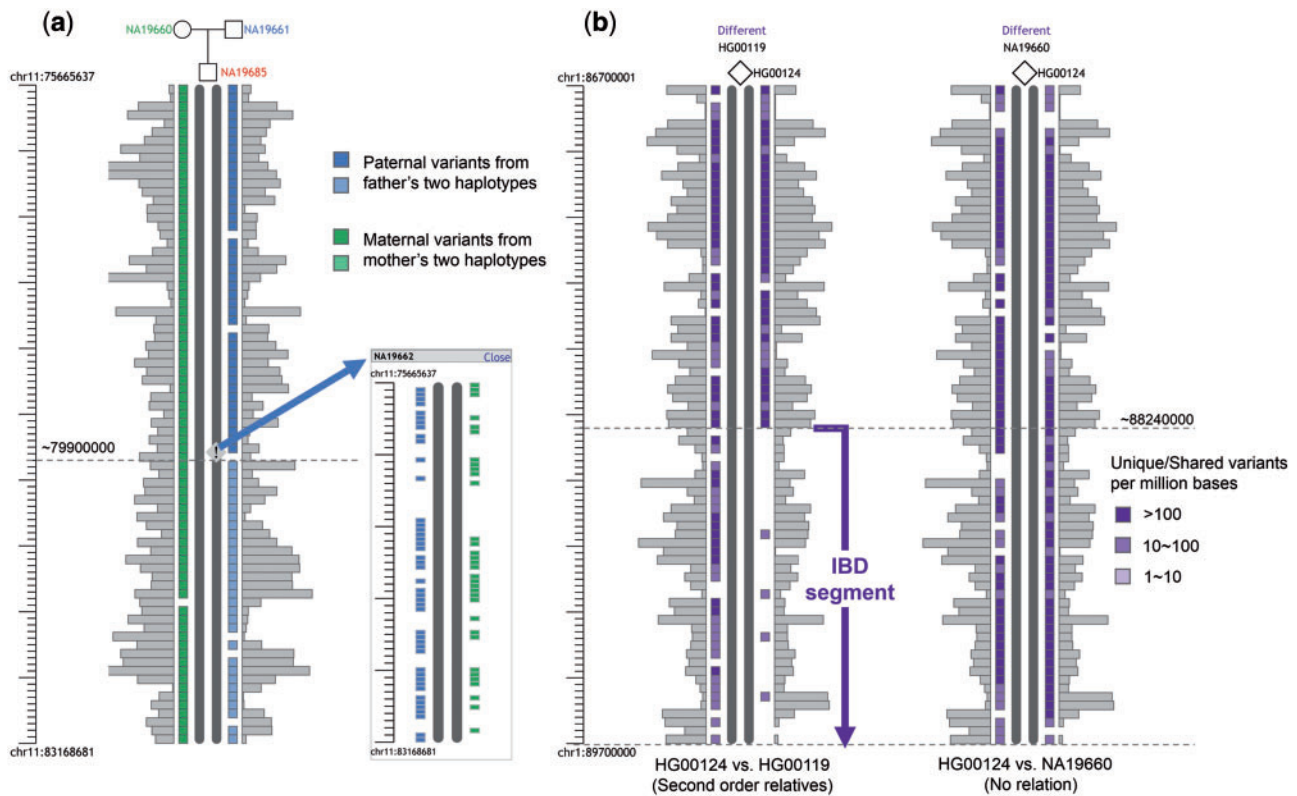 (a)
NA19660
NA19661
NA19685
chr11:75665637
Paternal variants from
father's two haplotypes
Maternal variants from
mother's two haplotypes
~79900000
!
NA19662
Close
chr11:75665637
chr11:83168681
chr11:83168681
(b)
Different
HG00119
HG00124
Different
NA19660
HG00124
chr1:86700001
~88240000
Unique/Shared variants
per million bases
>100
10~100
1~10
IBD
segment
chr1:89700000
HG00124 vs. HG00119
(Second order relatives)
HG00124 vs. NA19660
(No relation)